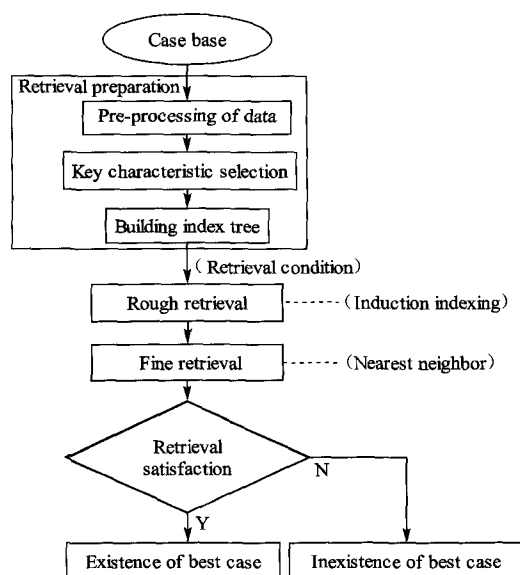 Case base
Retrieval preparation
Pre-processing of data
Key characteristic selection
Building index tree
(Retrieval condition)
Rough retrieval
(Induction indexing)
Fine retrieval
(Nearest neighbor)
Retrieval
satisfaction
N
Y
Existence of best case
Inexistence of best case